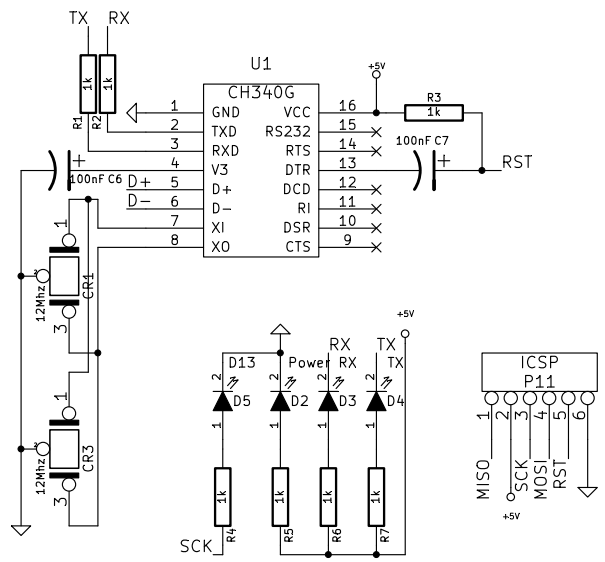 TX RX
R1 1k
R2 1k
U1
CH340G
1 GND
2 TXD
3 RXD
4 V3
5 D+
6 D-
7 XI
8 XO
VCC 16
RS232 15
RTS 14
DTR 13
DCD 12
RI 11
DSR 10
CTS 9
+5V
R3
1k
100nF C7
RST
100nF C6
D+
D-
1
2
12Mhz
CR1
3
1
2
12Mhz
CR3
3
D13
2
D5
1
1k
R4
SCK
Power
2
D2
1
1k
R5
RX
RX
2
D3
1
1k
R6
TX
TX
2
D4
1
1k
R7
+5V
ICSP
P11
1 2 3 4 5 6
MISO
+5V
SCK
MOSI
RST